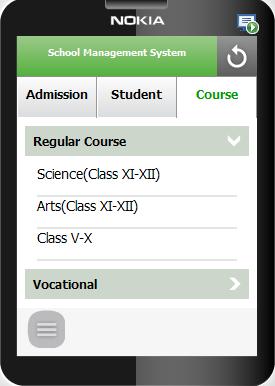 NOKIA
School Management System
Admission Student Course
Regular Course
Science(Class XI-XII)
Arts(Class XI-XII)
Class V-X
Vocational